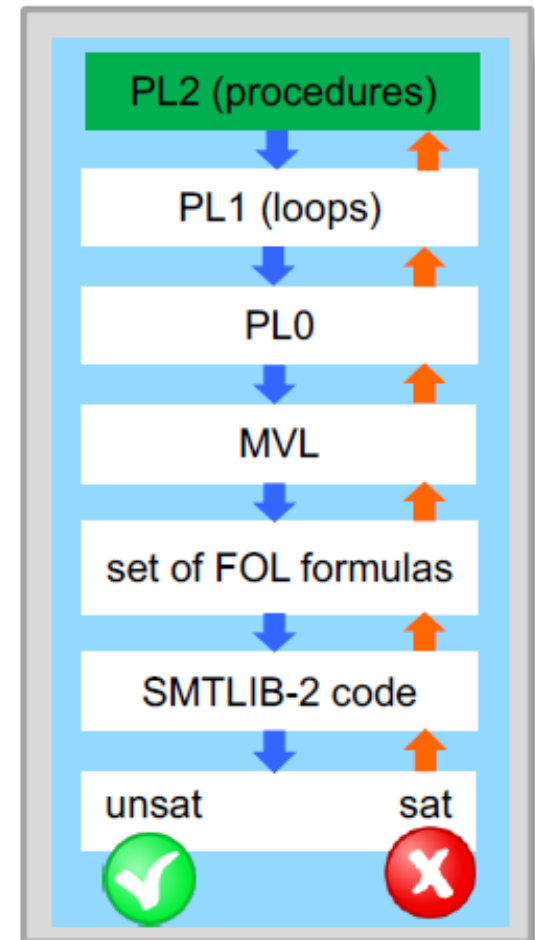 PL2 (procedures)
PL1 (loops)
PL0
MVL
set of FOL formulas
SMTLIB-2 code
unsat sat